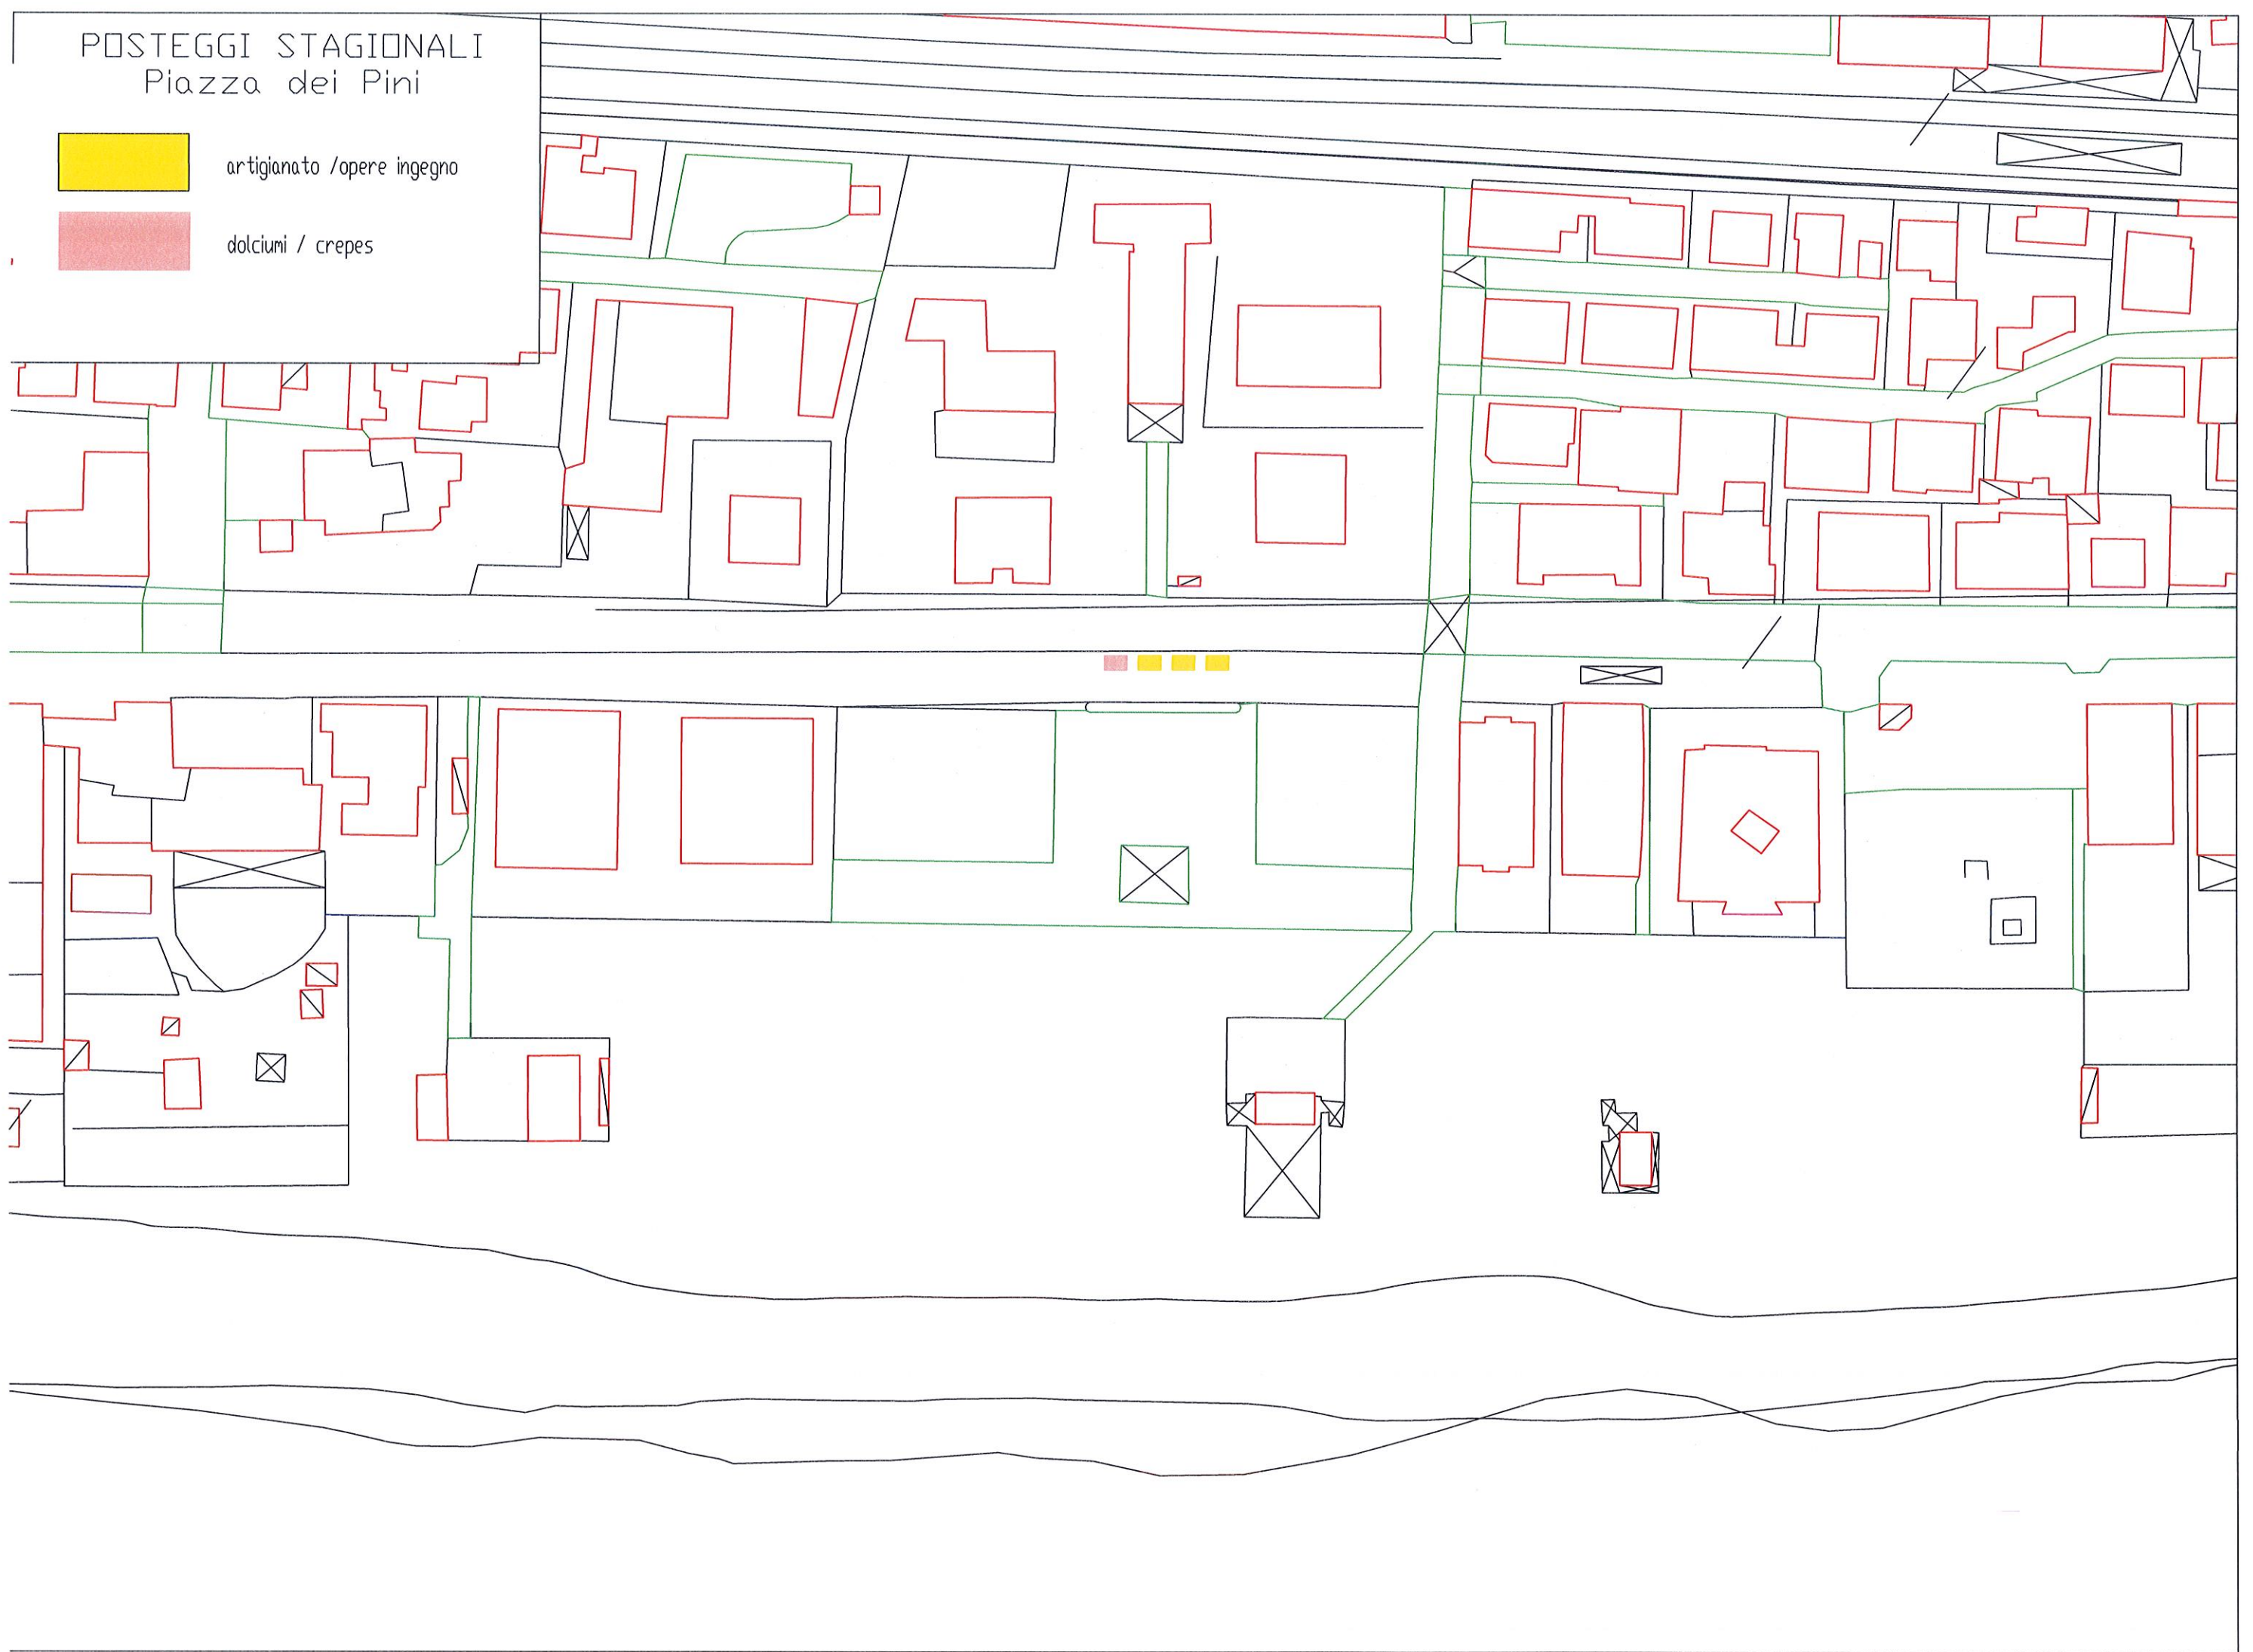 POSTEGGI STAGIONALI
Piazza dei Pini
artigianato /opere ingegno
dolciumi / crepes